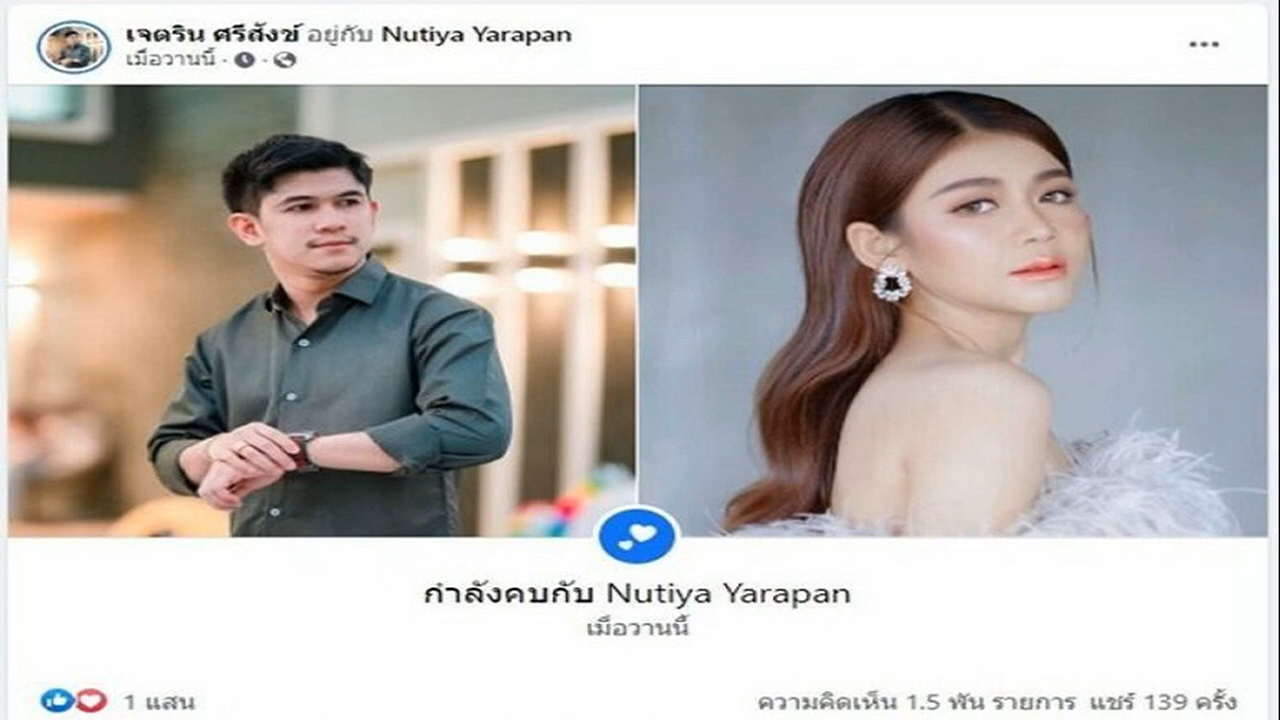 เจตริน ศรีสังข์ อยู่กับ Nutiya Yarapan
เมื่อวานนี้ · ·
กำลังคบกับ Nutiya Yarapan
เมื่อวานนี้
1 แสน
ความคิดเห็น 1.5 พัน รายการ แชร์ 139 ครั้ง